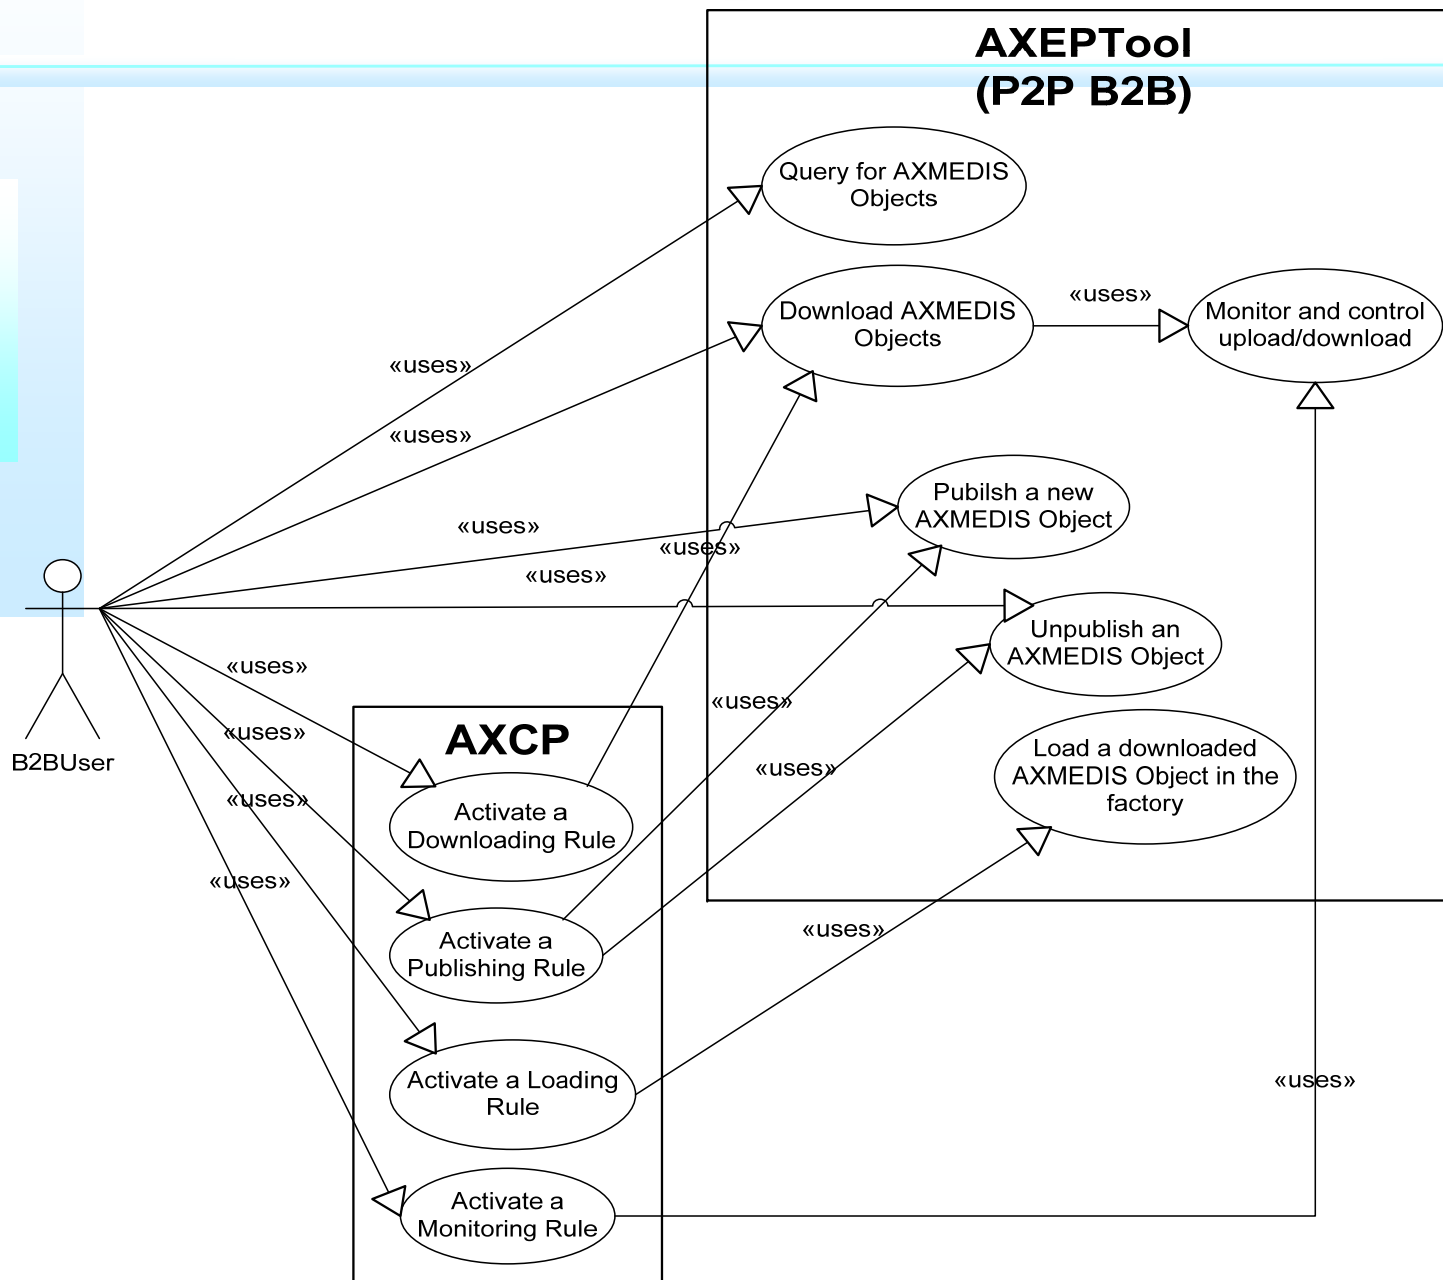 AXEPTool
(P2P B2B)
Query for AXMEDIS
Objects
Download AXMEDIS
Objects
«uses»
Monitor and control
upload/download
«uses»
«uses»
Pubilsh a new
AXMEDIS Object
«uses»
«uses»
«uses»
Unpublish an
AXMEDIS Object
«uses»
«uses»
«uses»
AXCP
B2BUser
«uses»
Load a downloaded
AXMEDIS Object in the
factory
«uses»
Activate a
Downloading Rule
«uses»
«uses»
Activate a
Publishing Rule
Activate a Loading
Rule
«uses»
Activate a
Monitoring Rule